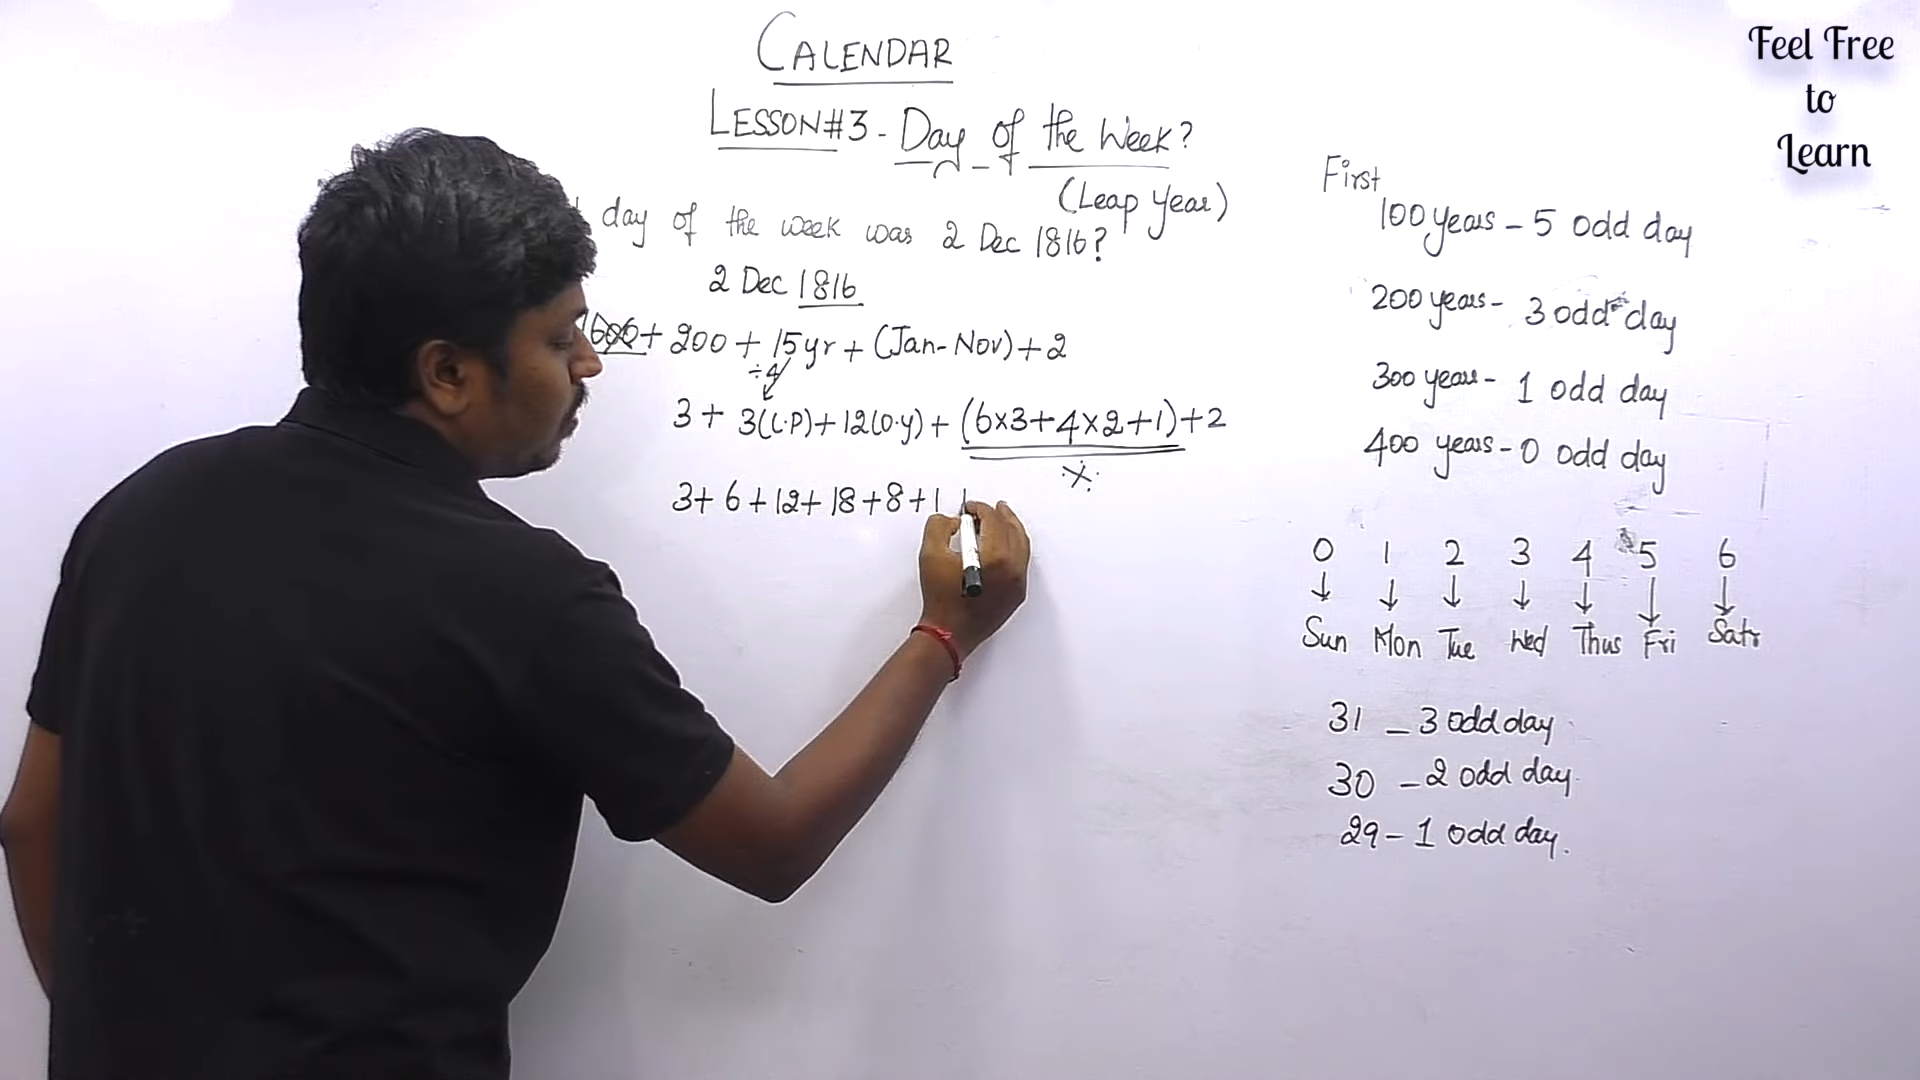 CALENDAR
LESSON#3 - Day of the Week?
(Leap Year)
day of the week was 2 Dec 1816?
2 Dec 1816
1600 + 200 + 15yr + (Jan-Nov) + 2
÷4
3 + 3(L.P) + 12(O.Y) + (6×3+4×2+1) + 2
3 + 6 + 12 + 18 + 8 + 1
Feel Free
to
Learn
First
100 years - 5 odd day
200 years - 3 odd day
300 years - 1 odd day
400 years - 0 odd day
0 1 2 3 4 5 6
Sun Mon Tue Wed Thus Fri Satr
31 - 3 odd day
30 - 2 odd day.
29 - 1 odd day.